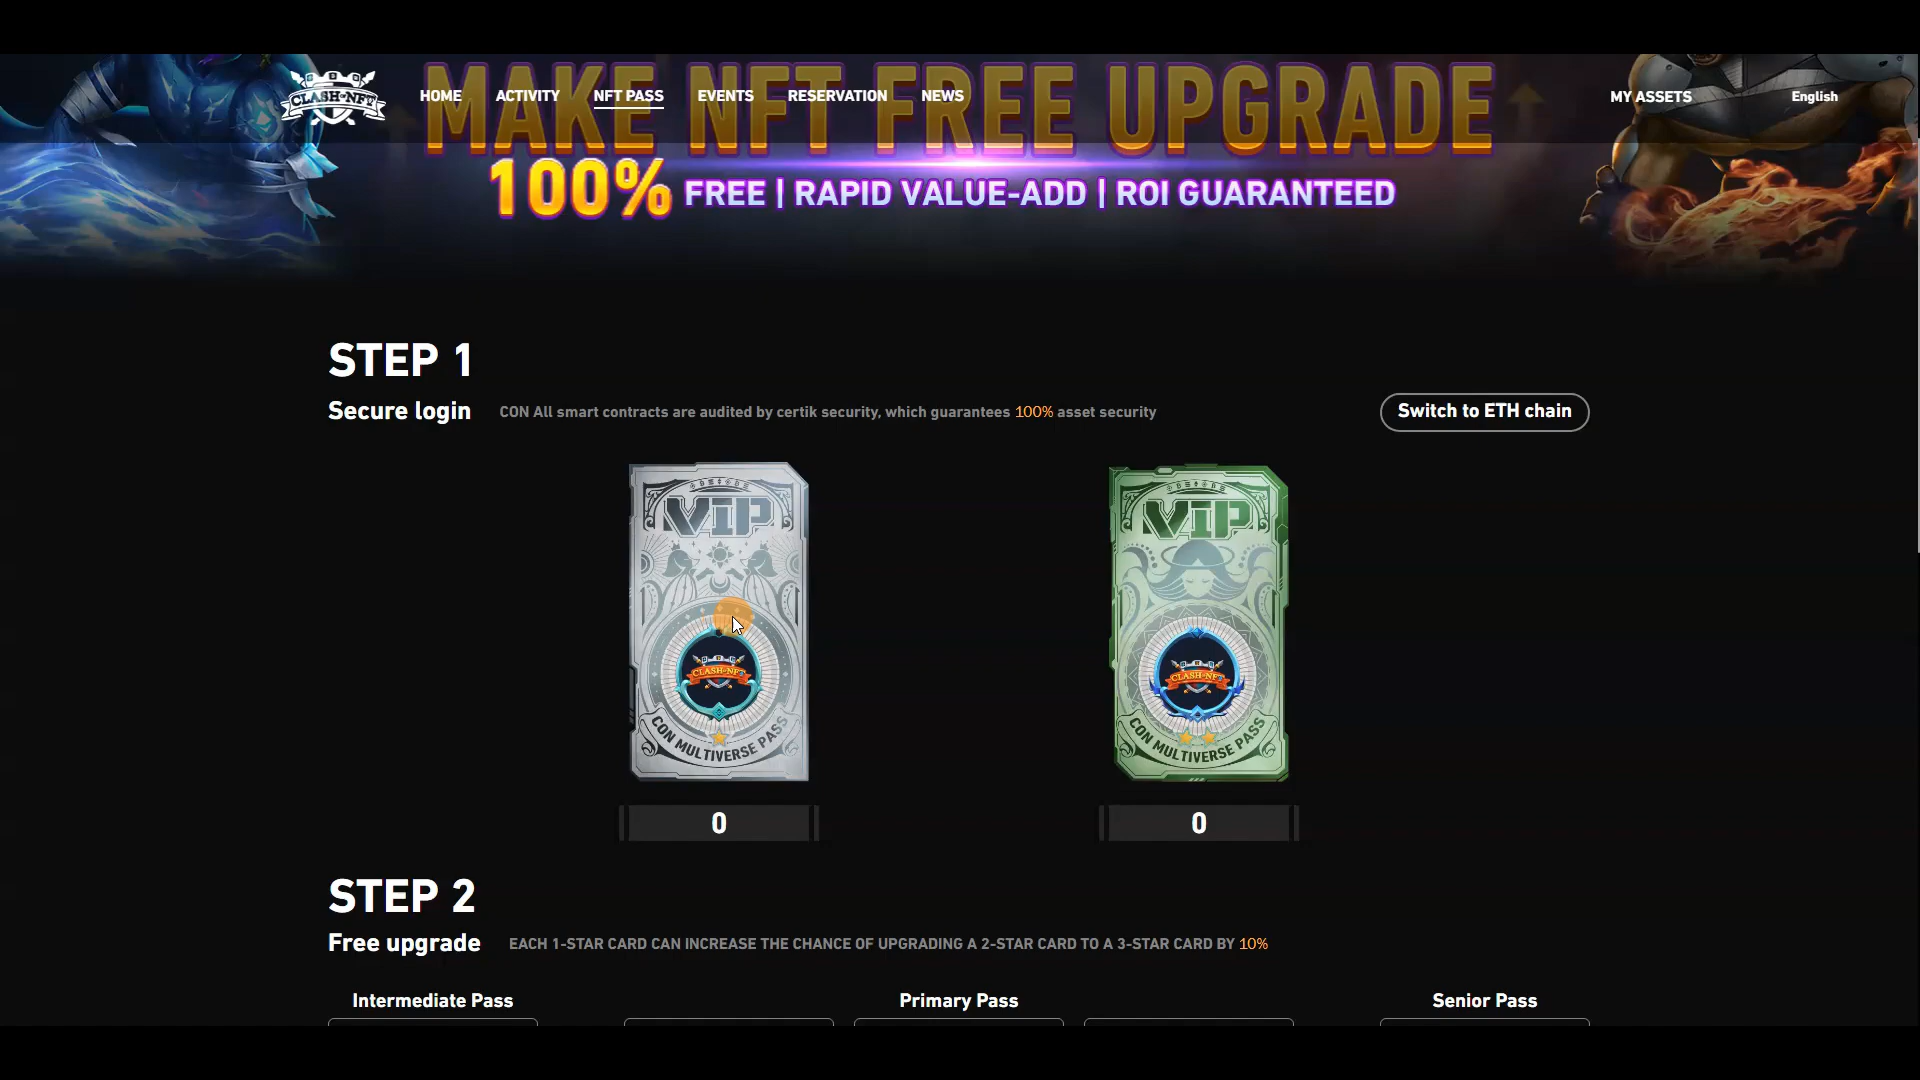 MAKE NFT FREE UPGRADE
CLASH·NFT
HOME ACTIVITY NFT PASS EVENTS RESERVATION NEWS MY ASSETS English
100% FREE | RAPID VALUE-ADD | ROI GUARANTEED
STEP 1
Secure login CON All smart contracts are audited by certik security, which guarantees 100% asset security Switch to ETH chain
VIP
CLASH·NFT
CON MULTIVERSE PASS
0
VIP
CLASH·NFT
CON MULTIVERSE PASS
0
STEP 2
Free upgrade EACH 1-STAR CARD CAN INCREASE THE CHANCE OF UPGRADING A 2-STAR CARD TO A 3-STAR CARD BY 10%
Intermediate Pass Primary Pass Senior Pass